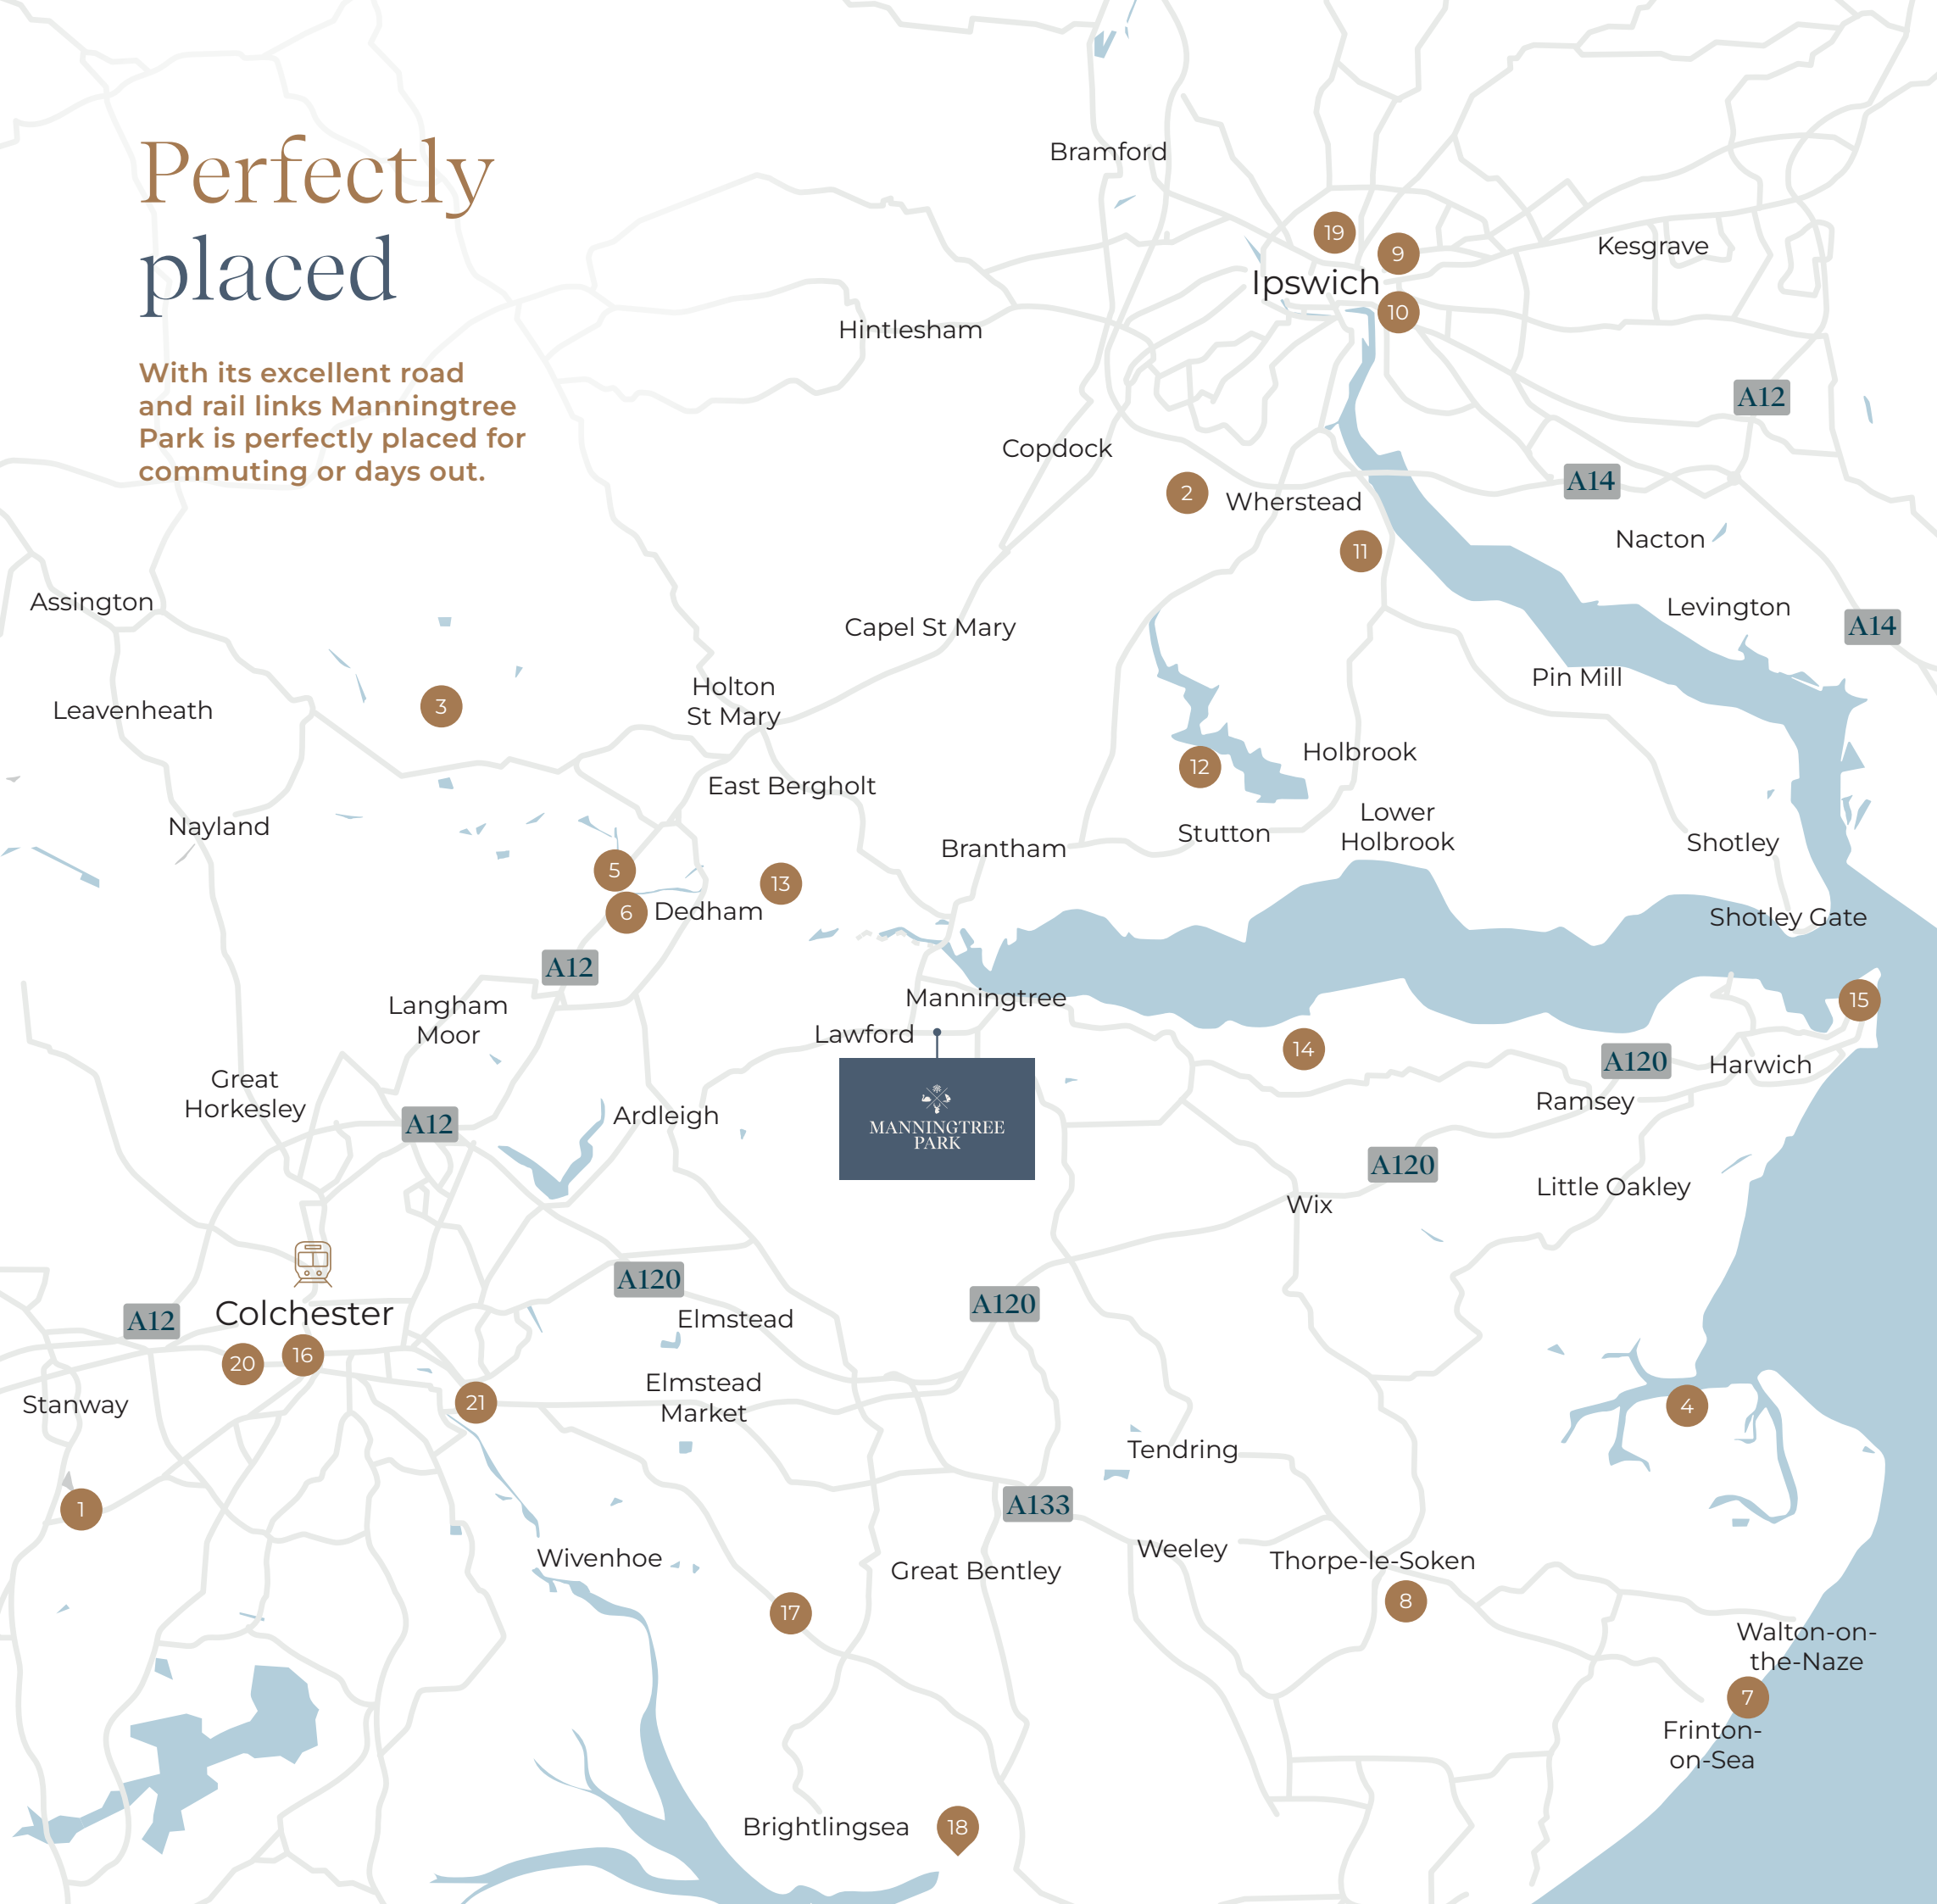 Perfectly
placed
With its excellent road
and rail links Manningtree
Park is perfectly placed for
commuting or days out.
Bramford
19
9
Kesgrave
Ipswich
10
Hintlesham
A12
Copdock
A14
2
Wherstead
Nacton
11
Assington
Levington
Capel St Mary
A14
Pin Mill
Holton
St Mary
3
Leavenheath
Holbrook
12
East Bergholt
Lower
Holbrook
Nayland
Stutton
Shotley
Brantham
5
13
6
Dedham
Shotley Gate
A12
Manningtree
15
Langham
Moor
Lawford
14
A120
Harwich
Great
Horkesley
Ramsey
A12
Ardleigh
MANNINGTREE
PARK
A120
Little Oakley
Wix
A120
A120
Colchester
A12
Elmstead
20
16
Elmstead
Market
Stanway
21
4
Tendring
1
A133
Weeley
Wivenhoe
Great Bentley
Thorpe-le-Soken
8
17
Walton-on-
the-Naze
7
Frinton-
on-Sea
Brightlingsea
18